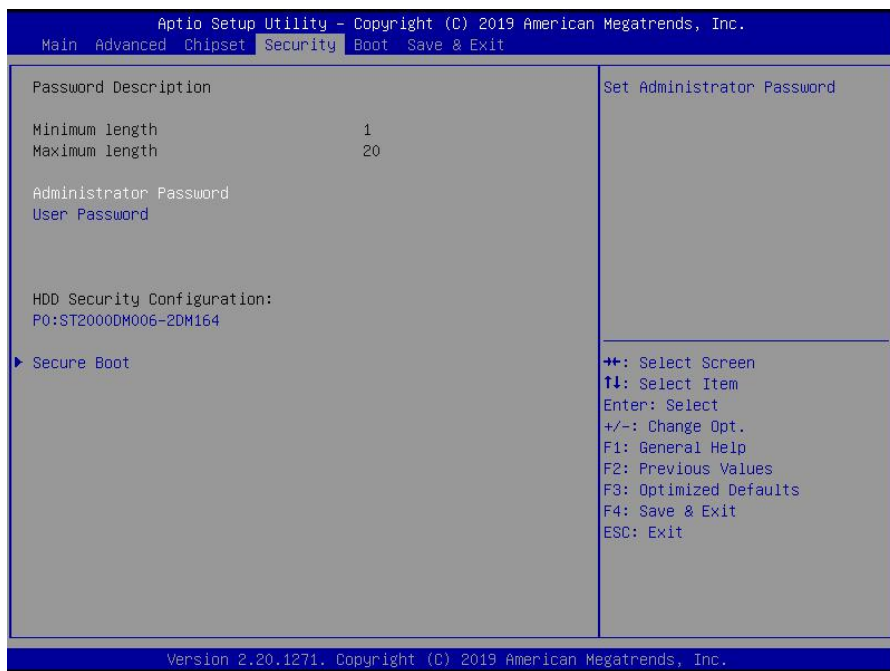 Aptio Setup Utility – Copyright (C) 2019 American Megatrends, Inc.
Main Advanced Chipset Security Boot Save & Exit
Password Description
Minimum length 1
Maximum length 20
Administrator Password
User Password
HDD Security Configuration:
P0:ST2000DM006-2DM164
Secure Boot
Set Administrator Password
→←: Select Screen
↑↓: Select Item
Enter: Select
+/-: Change Opt.
F1: General Help
F2: Previous Values
F3: Optimized Defaults
F4: Save & Exit
ESC: Exit
Version 2.20.1271. Copyright (C) 2019 American Megatrends, Inc.